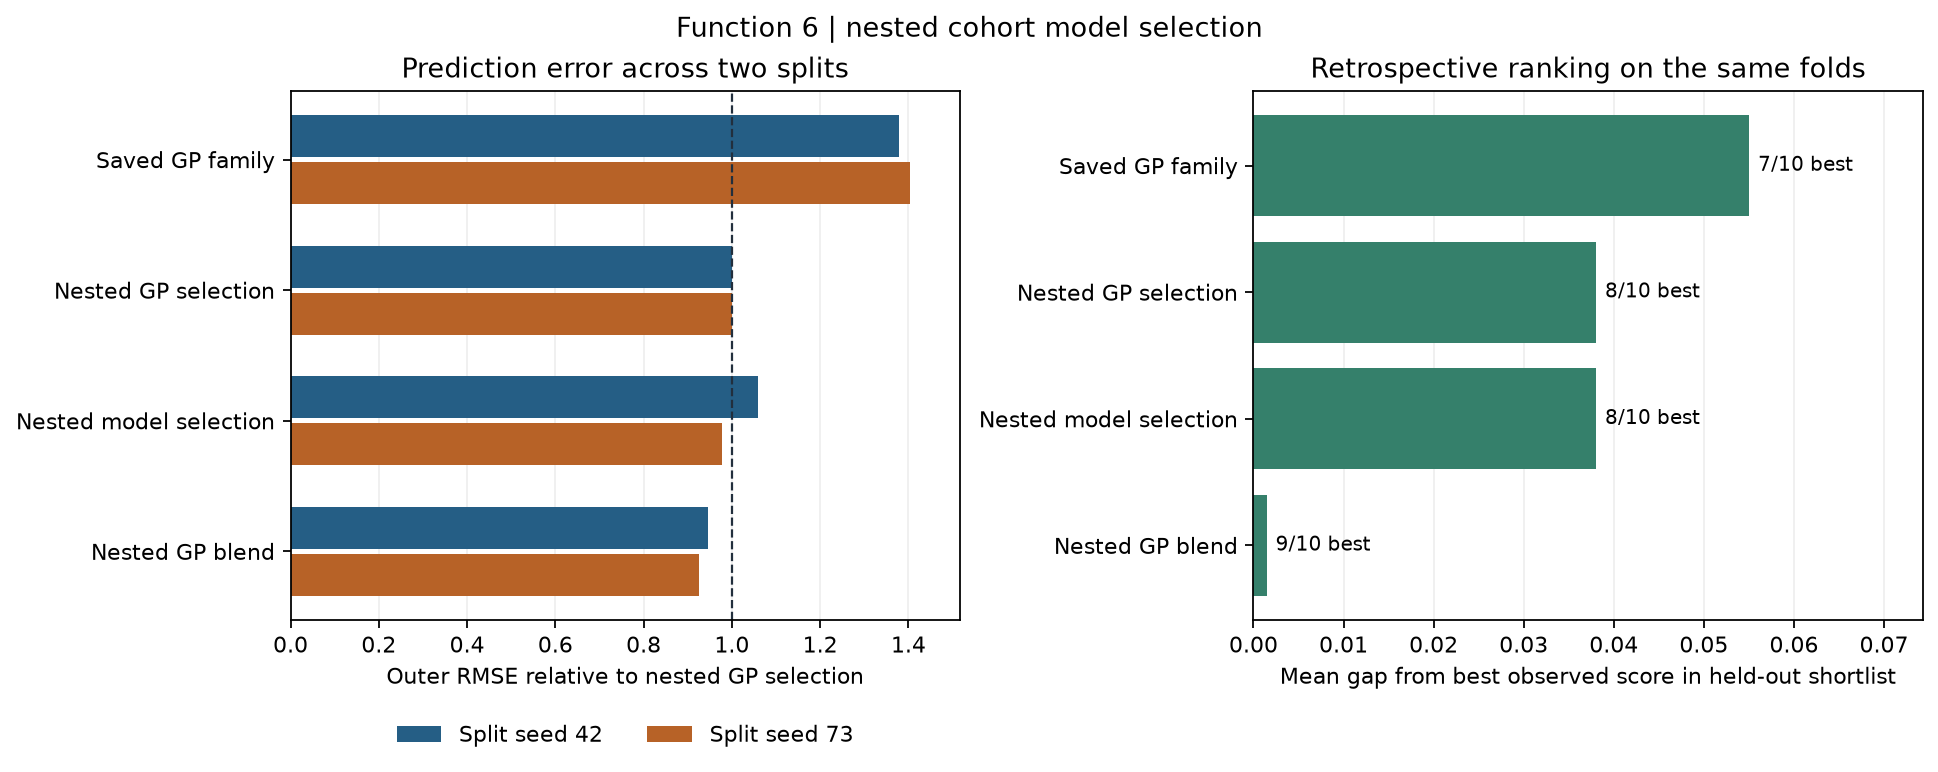 Function 6 | nested cohort model selection
Prediction error across two splits
Saved GP family
Nested GP selection
Nested model selection
Nested GP blend
0.0 0.2 0.4 0.6 0.8 1.0 1.2 1.4
Outer RMSE relative to nested GP selection
Split seed 42
Split seed 73
Retrospective ranking on the same folds
Saved GP family
7/10 best
Nested GP selection
8/10 best
Nested model selection
8/10 best
Nested GP blend
9/10 best
0.00 0.01 0.02 0.03 0.04 0.05 0.06 0.07
Mean gap from best observed score in held-out shortlist